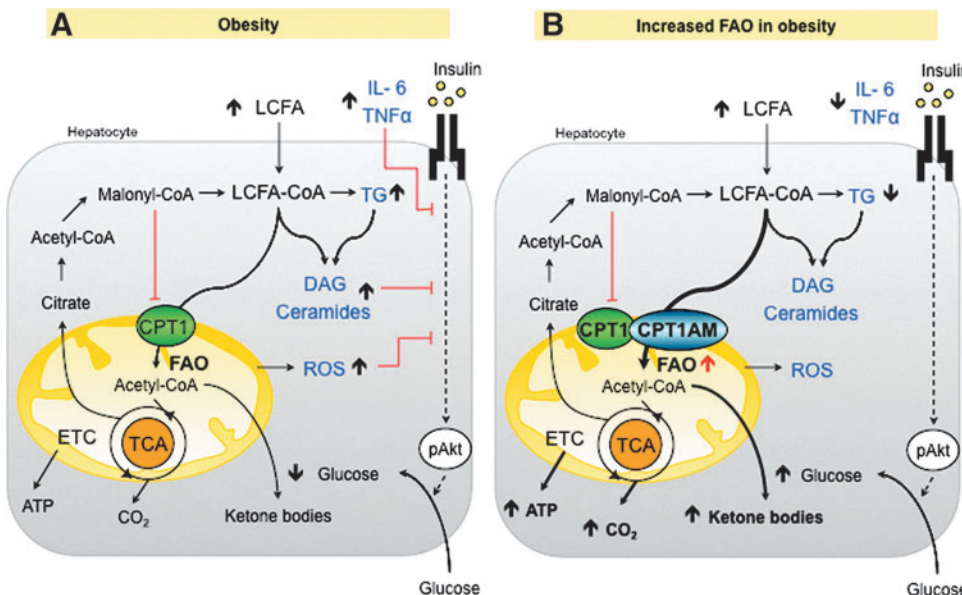 A
Obesity
IL- 6
TNFα
Insulin
LCFA
Hepatocyte
Malonyl-CoA
LCFA-CoA
TG
Acetyl-CoA
DAG
Ceramides
Citrate
CPT1
FAO
ROS
Acetyl-CoA
ETC
TCA
pAkt
Glucose
ATP
CO₂
Ketone bodies
Glucose
B
Increased FAO in obesity
IL- 6
TNFα
Insuli
LCFA
Hepatocyte
Malonyl-CoA
LCFA-CoA
TG
Acetyl-CoA
DAG
Ceramides
Citrate
CPT1
CPT1AM
FAO
ROS
Acetyl-CoA
ETC
TCA
pAkt
Glucose
ATP
CO₂
Ketone bodies
Glucose